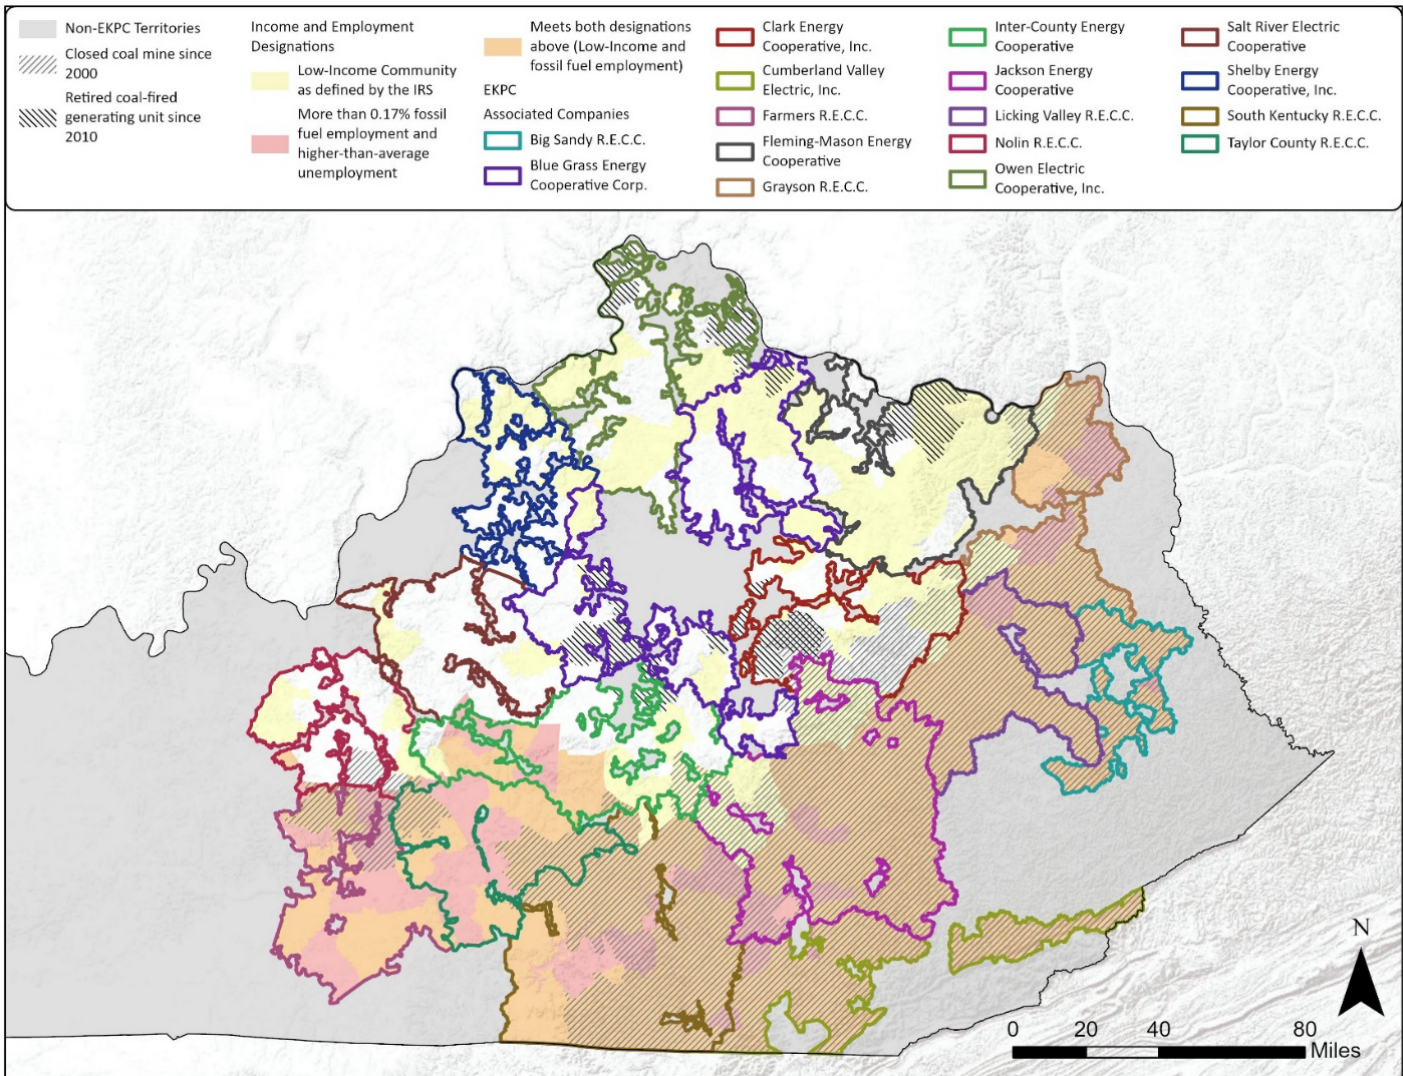 Non-EKPC Territories
Closed coal mine since
2000
Retired coal-fired
generating unit since
2010
Income and Employment
Designations
Low-Income Community
as defined by the IRS
More than 0.17% fossil
fuel employment and
higher-than-average
unemployment
Meets both designations
above (Low-Income and
fossil fuel employment)
EKPC
Associated Companies
Big Sandy R.E.C.C.
Blue Grass Energy
Cooperative Corp.
Clark Energy
Cooperative, Inc.
Cumberland Valley
Electric, Inc.
Farmers R.E.C.C.
Fleming-Mason Energy
Cooperative
Grayson R.E.C.C.
Inter-County Energy
Cooperative
Jackson Energy
Cooperative
Licking Valley R.E.C.C.
Nolin R.E.C.C.
Owen Electric
Cooperative, Inc.
Salt River Electric
Cooperative
Shelby Energy
Cooperative, Inc.
South Kentucky R.E.C.C.
Taylor County R.E.C.C.
N
0 20 40 80
Miles